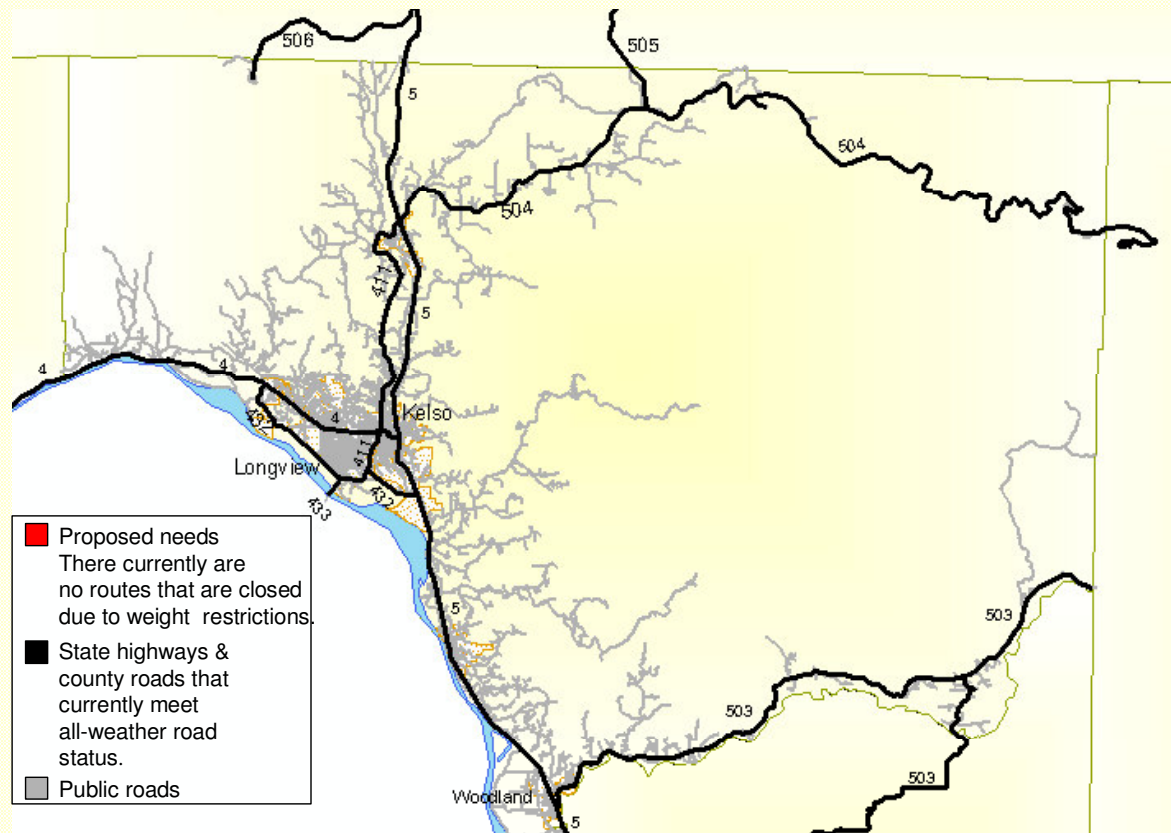 506
505
5
504
504
411
5
4
4
4
Kelso
432
411
Longview
432
433
5
503
503
503
Woodland
5
Proposed needs
There currently are
no routes that are closed
due to weight restrictions.
State highways &
county roads that
currently meet
all-weather road
status.
Public roads